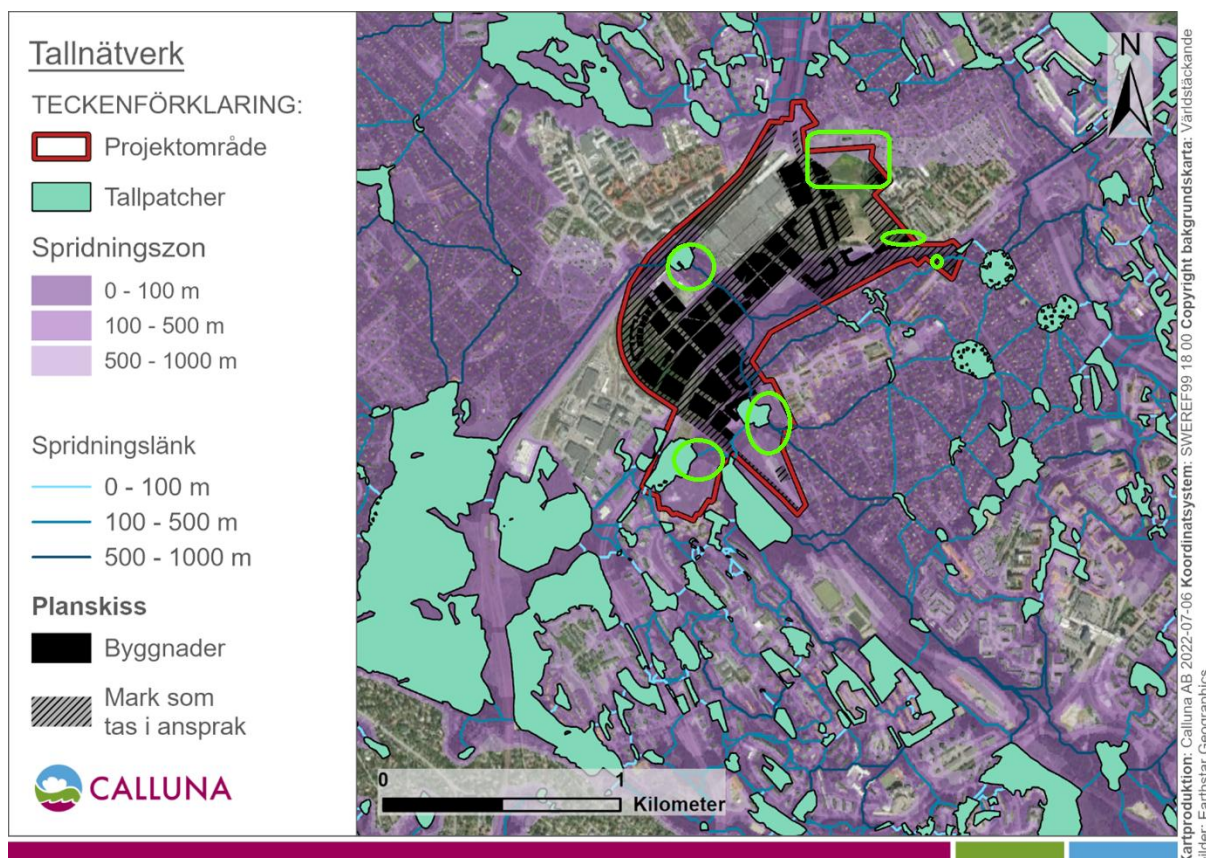 Tallnätverk
TECKENFÖRKLARING:
Projektområde
Tallpatcher
Spridningszon
0 - 100 m
100 - 500 m
500 - 1000 m
Spridningslänk
0 - 100 m
100 - 500 m
500 - 1000 m
Planskiss
Byggnader
Mark som
tas i ansprak
CALLUNA
N
0 1
Kilometer
Kartproduktion: Calluna AB 2022-07-06 Koordinatsystem: SWEREF99 18 00 Copyright bakgrundskarta: Världstäckande
Bilder: Earthstar Geographics